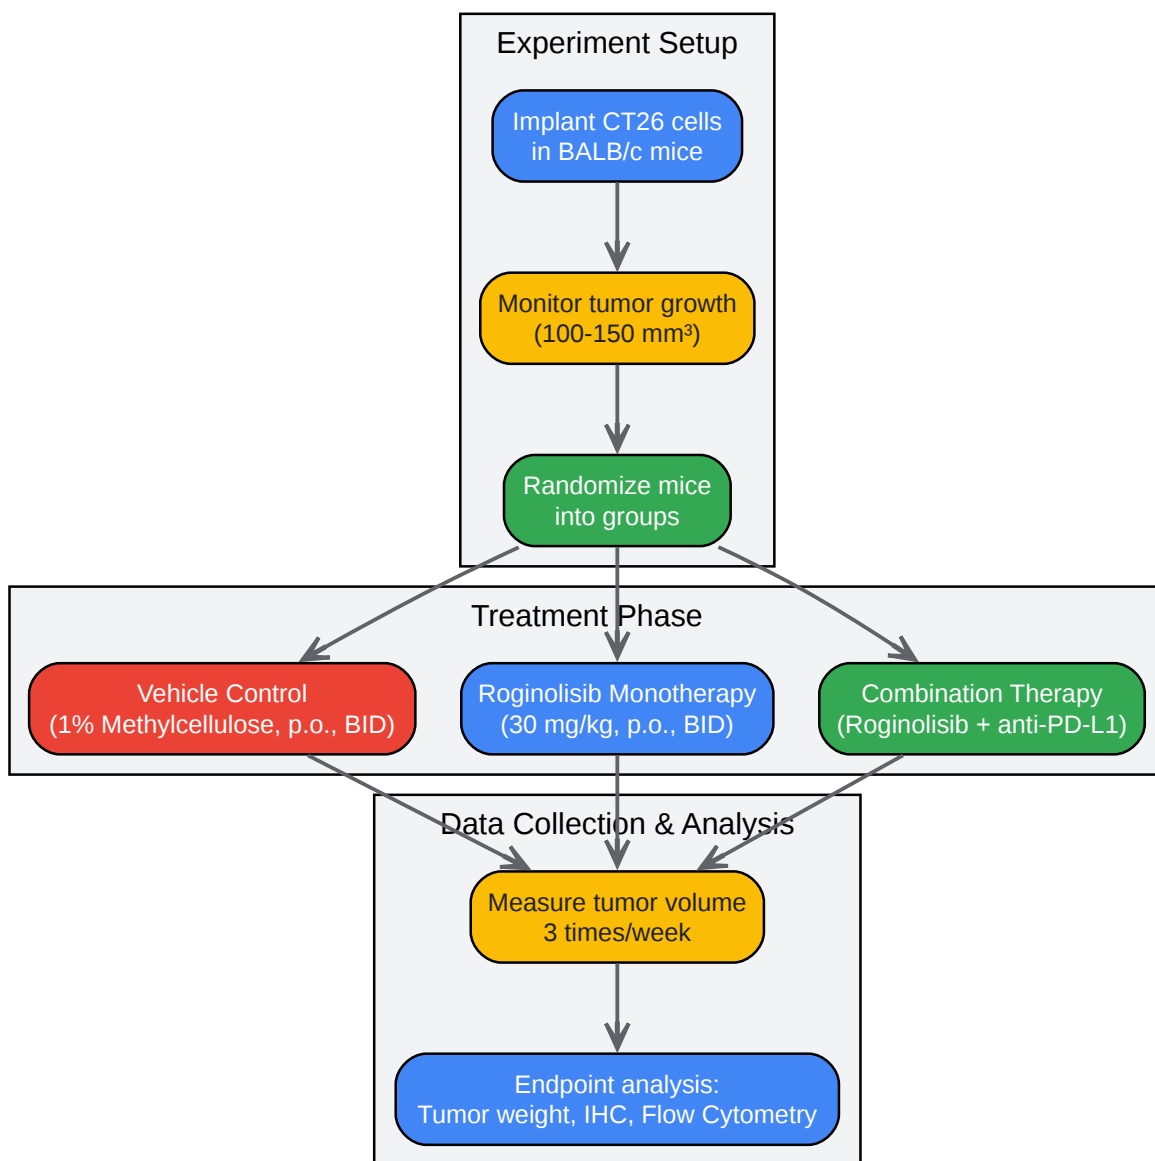 Experiment Setup
Implant CT26 cells
in BALB/c mice
Monitor tumor growth
(100-150 mm³)
Randomize mice
into groups
Treatment Phase
Vehicle Control
(1% Methylcellulose, p.o., BID)
Roginolisib Monotherapy
(30 mg/kg, p.o., BID)
Combination Therapy
(Roginolisib + anti-PD-L1)
Data Collection & Analysis
Measure tumor volume
3 times/week
Endpoint analysis:
Tumor weight, IHC, Flow Cytometry